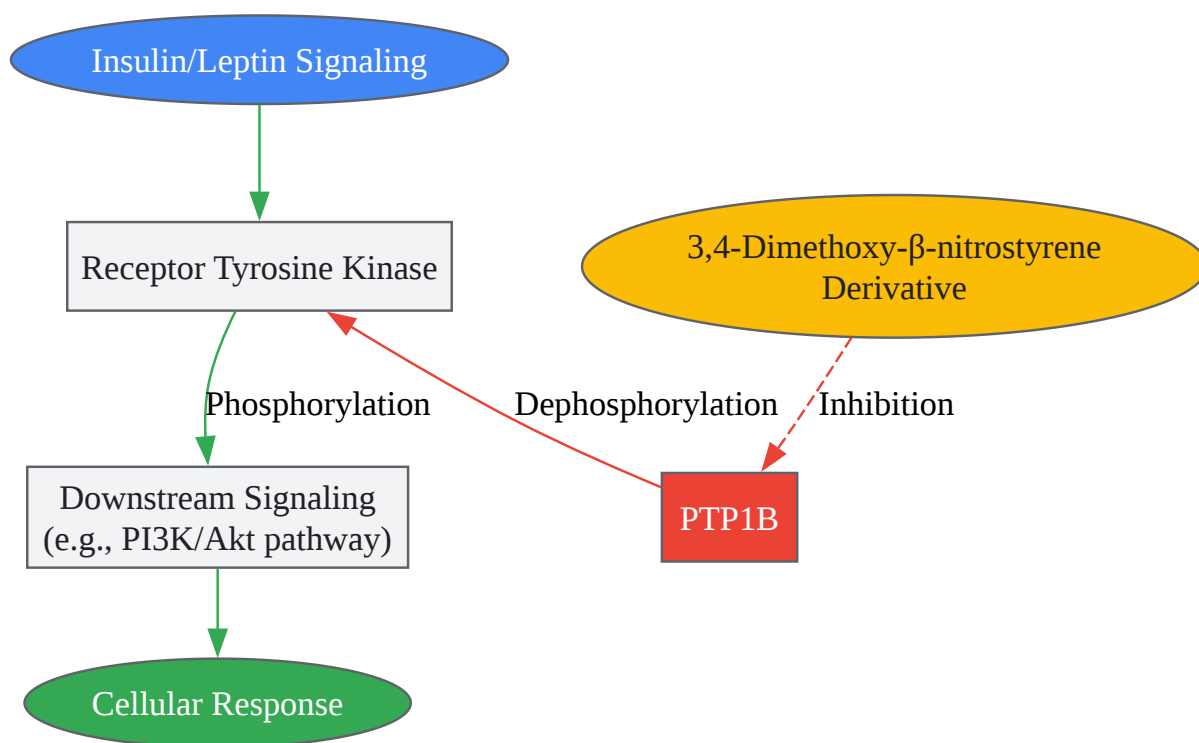 Insulin/Leptin Signaling
Receptor Tyrosine Kinase
3,4-Dimethoxy-β-nitrostyrene
Derivative
Phosphorylation
Dephosphorylation
Inhibition
Downstream Signaling
(e.g., PI3K/Akt pathway)
PTP1B
Cellular Response